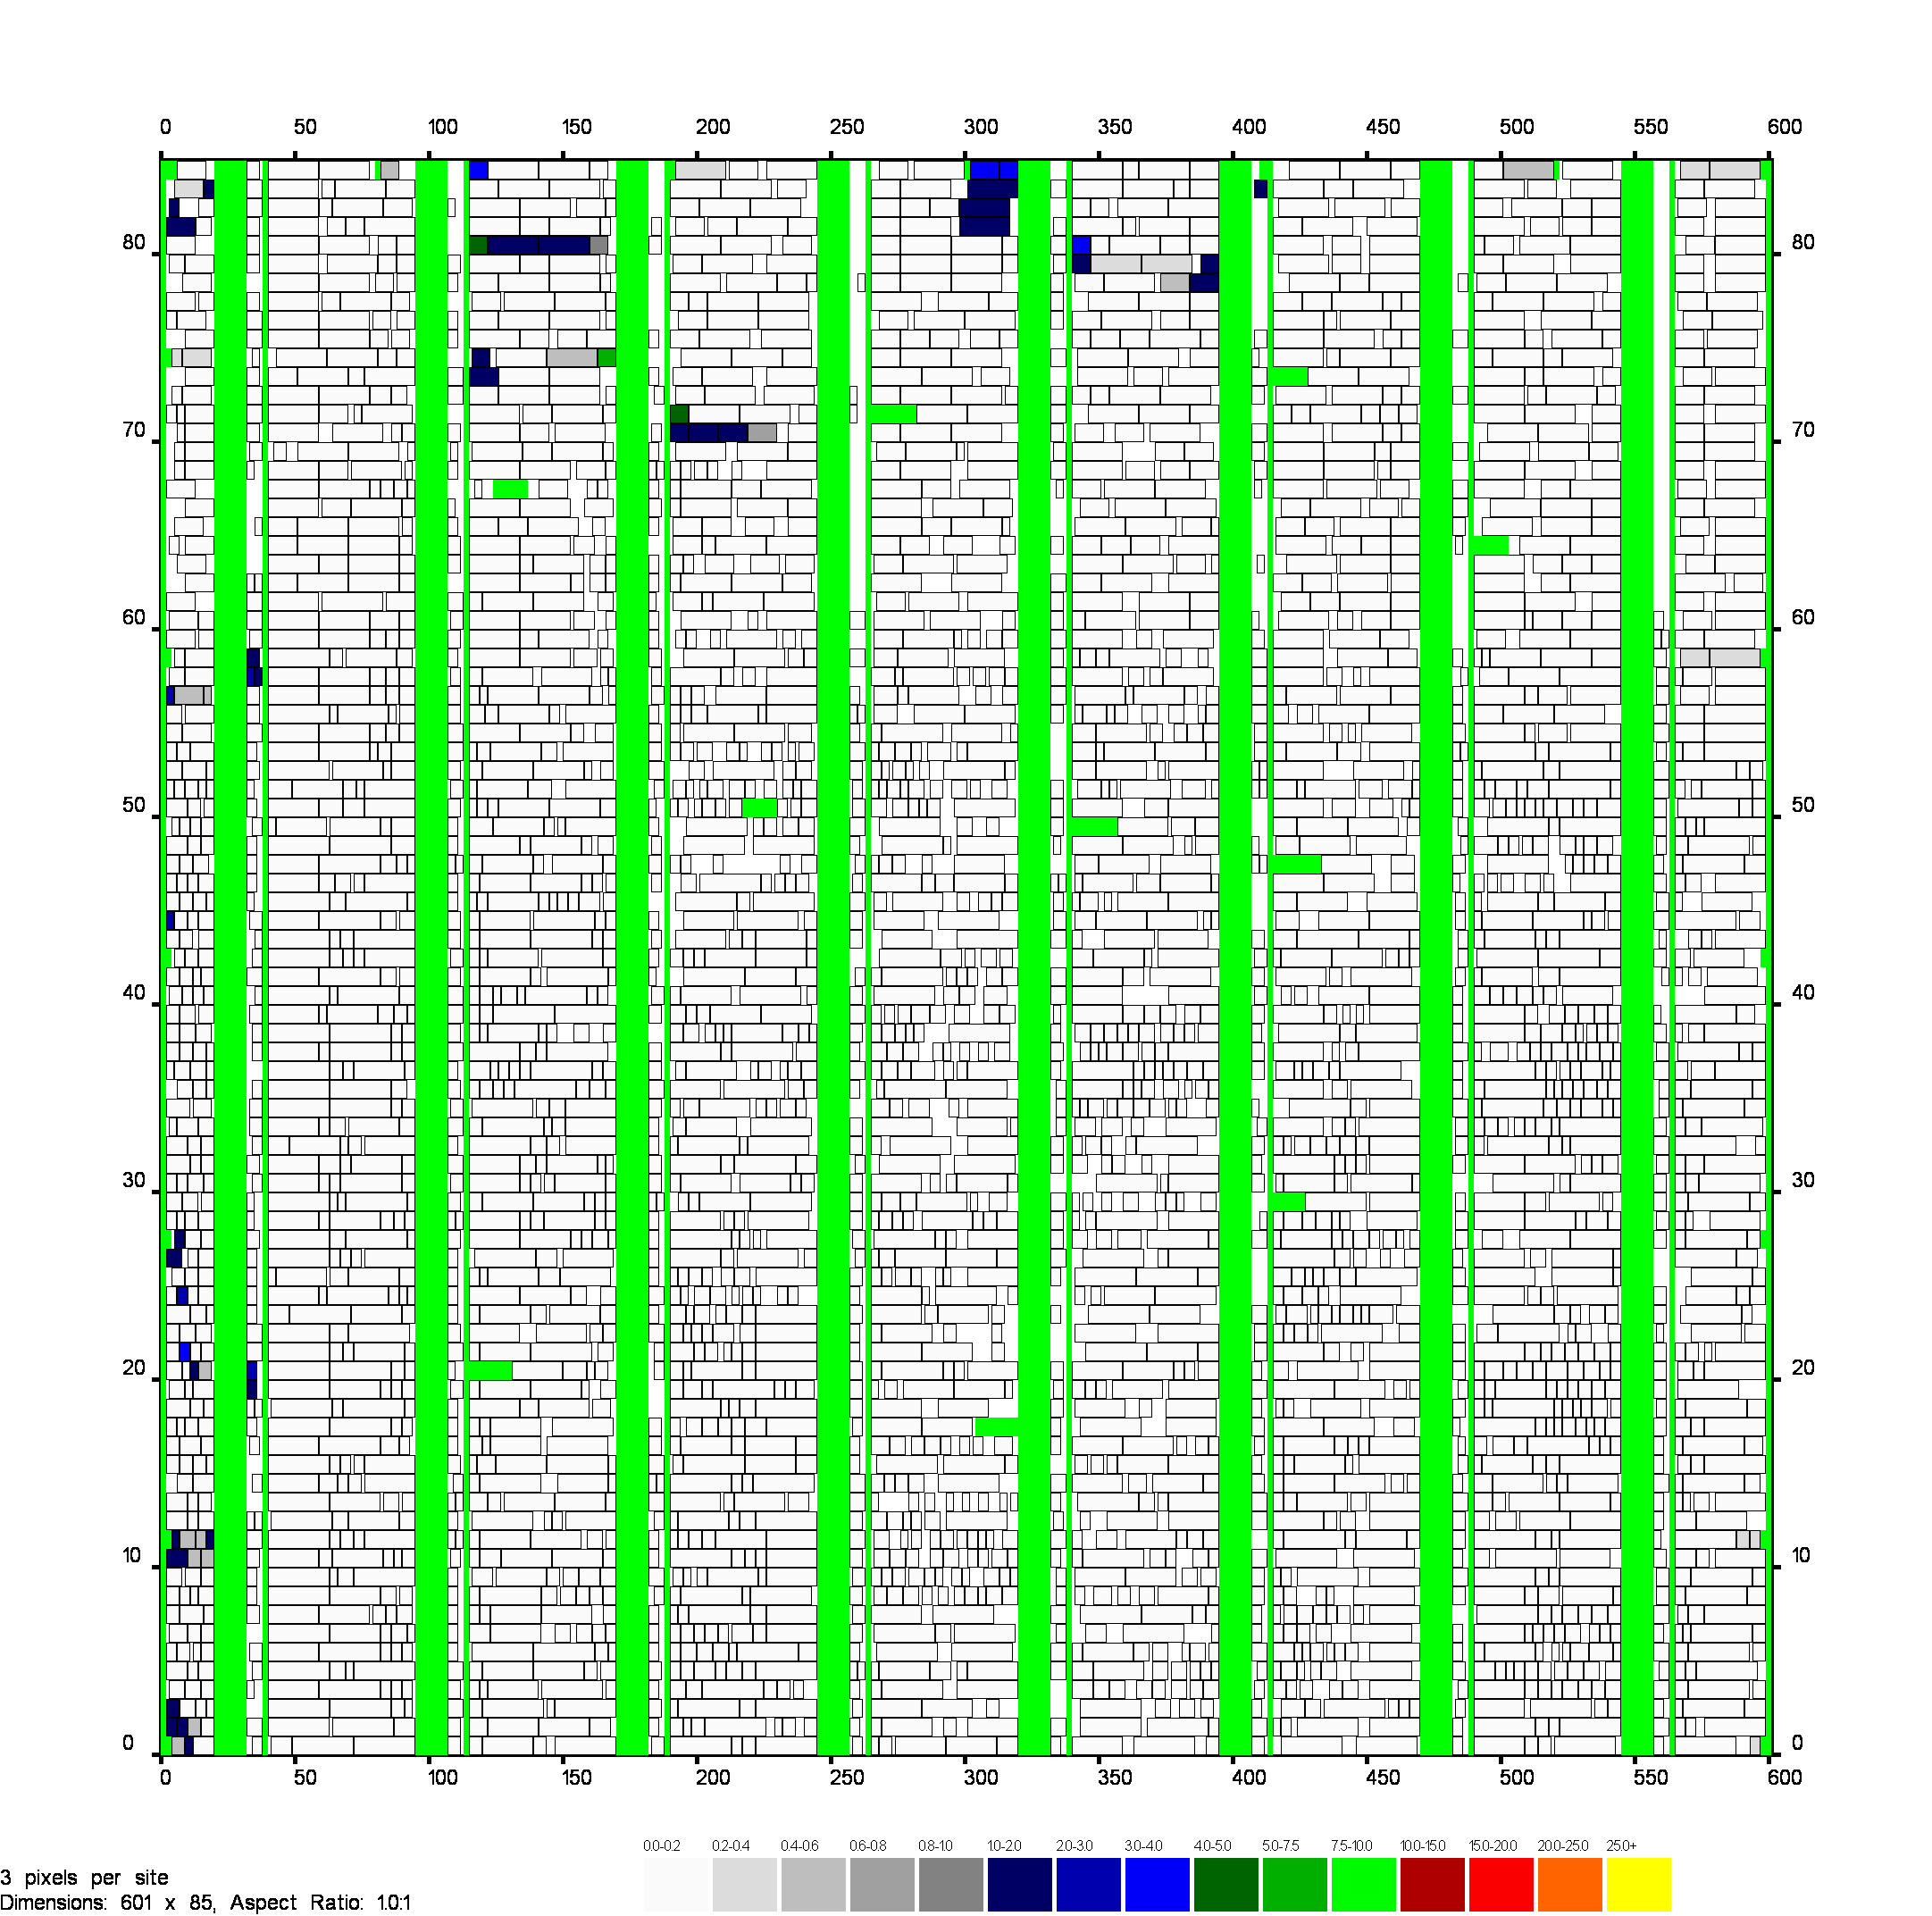 0 50 100 150 200 250 300 350 400 450 500 550 600
80 80
70 70
60 60
50 50
40 40
30 30
20 20
10 10
0 0
0 50 100 150 200 250 300 350 400 450 500 550 600
0.0-0.2 0.2-0.4 0.4-0.6 0.6-0.8 0.8-1.0 1.0-2.0 2.0-3.0 3.0-4.0 4.0-5.0 5.0-7.5 7.5-10.0 10.0-15.0 15.0-20.0 20.0-25.0 25.0+
3 pixels per site
Dimensions: 601 x 85, Aspect Ratio: 1.0:1